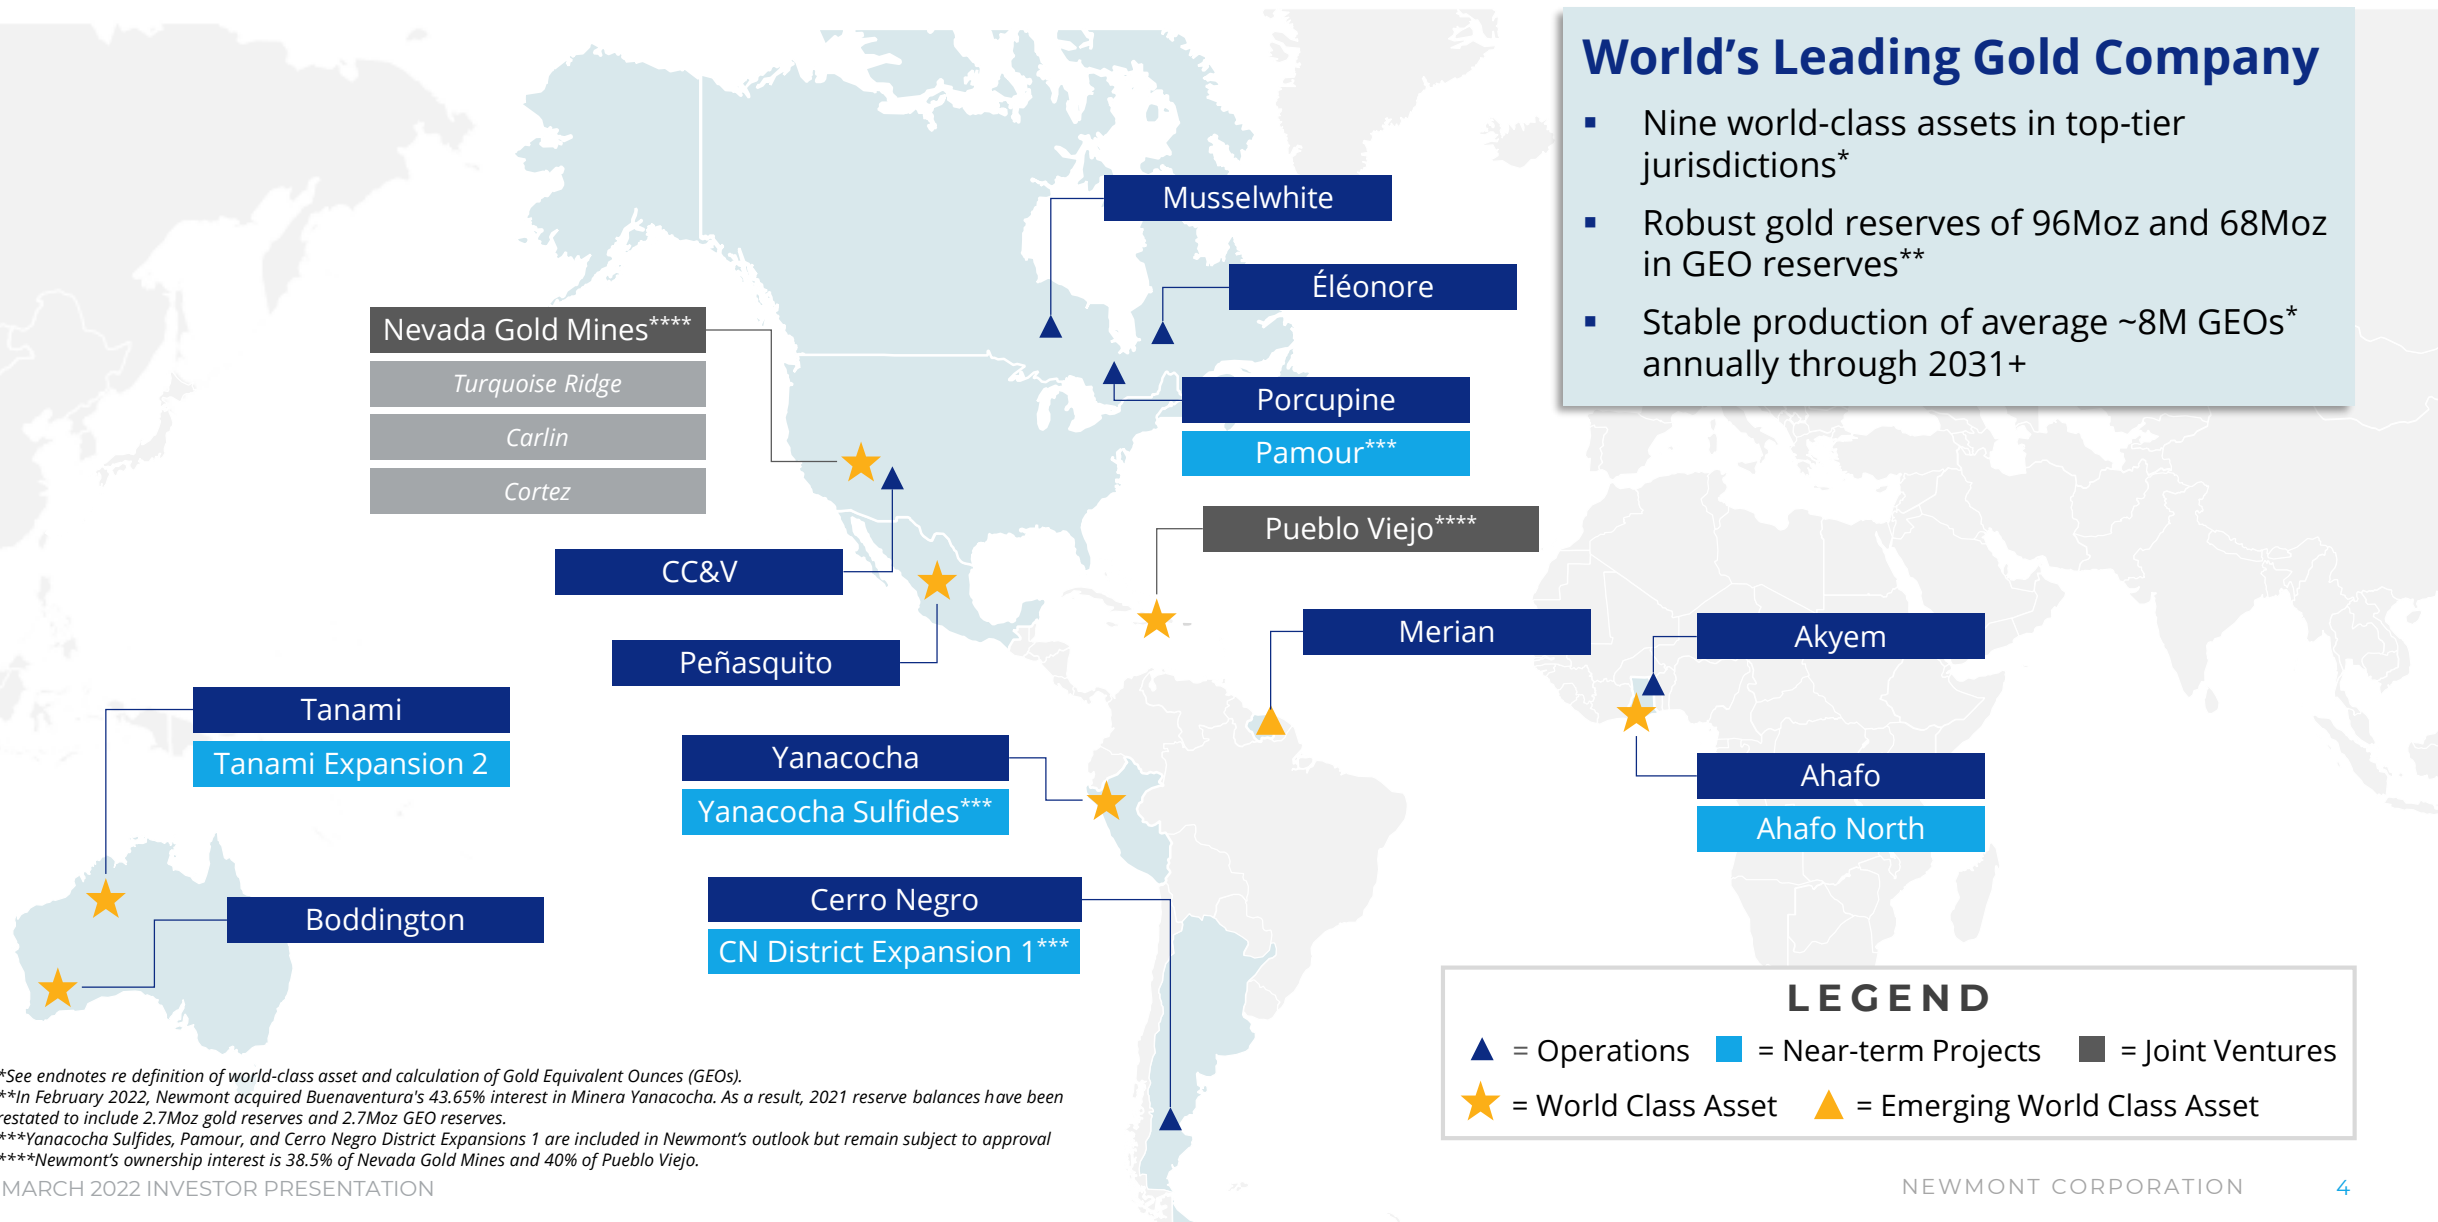 World's Leading Gold Company
▪ Nine world-class assets in top-tier
jurisdictions*
▪ Robust gold reserves of 96Moz and 68Moz
in GEO reserves**
▪ Stable production of average ~8M GEOs*
annually through 2031+
Musselwhite
Éléonore
Nevada Gold Mines****
Turquoise Ridge
Carlin
Cortez
Porcupine
Pamour***
Pueblo Viejo****
CC&V
Peñasquito
Merian
Akyem
Tanami
Tanami Expansion 2
Yanacocha
Yanacocha Sulfides***
Ahafo
Ahafo North
Boddington
Cerro Negro
CN District Expansion 1***
LEGEND
= Operations
= Near-term Projects
= Joint Ventures
= World Class Asset
= Emerging World Class Asset
*See endnotes re definition of world-class asset and calculation of Gold Equivalent Ounces (GEOs).
**In February 2022, Newmont acquired Buenaventura's 43.65% interest in Minera Yanacocha. As a result, 2021 reserve balances have been
restated to include 2.7Moz gold reserves and 2.7Moz GEO reserves.
***Yanacocha Sulfides, Pamour, and Cerro Negro District Expansions 1 are included in Newmont's outlook but remain subject to approval
****Newmont's ownership interest is 38.5% of Nevada Gold Mines and 40% of Pueblo Viejo.
MARCH 2022 INVESTOR PRESENTATION
NEWMONT CORPORATION
4